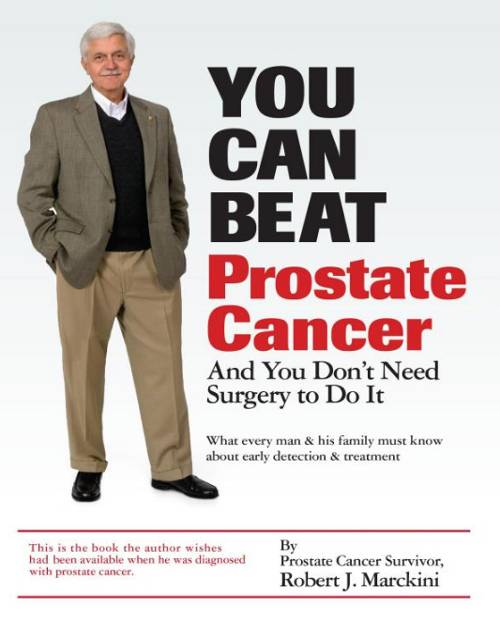 YOU
CAN
BEAT
Prostate
Cancer
And You Don't Need
Surgery to Do It
What every man & his family must know
about early detection & treatment
This is the book the author wishes
had been available when he was diagnosed
with prostate cancer.
By
Prostate Cancer Survivor,
Robert J. Marckini